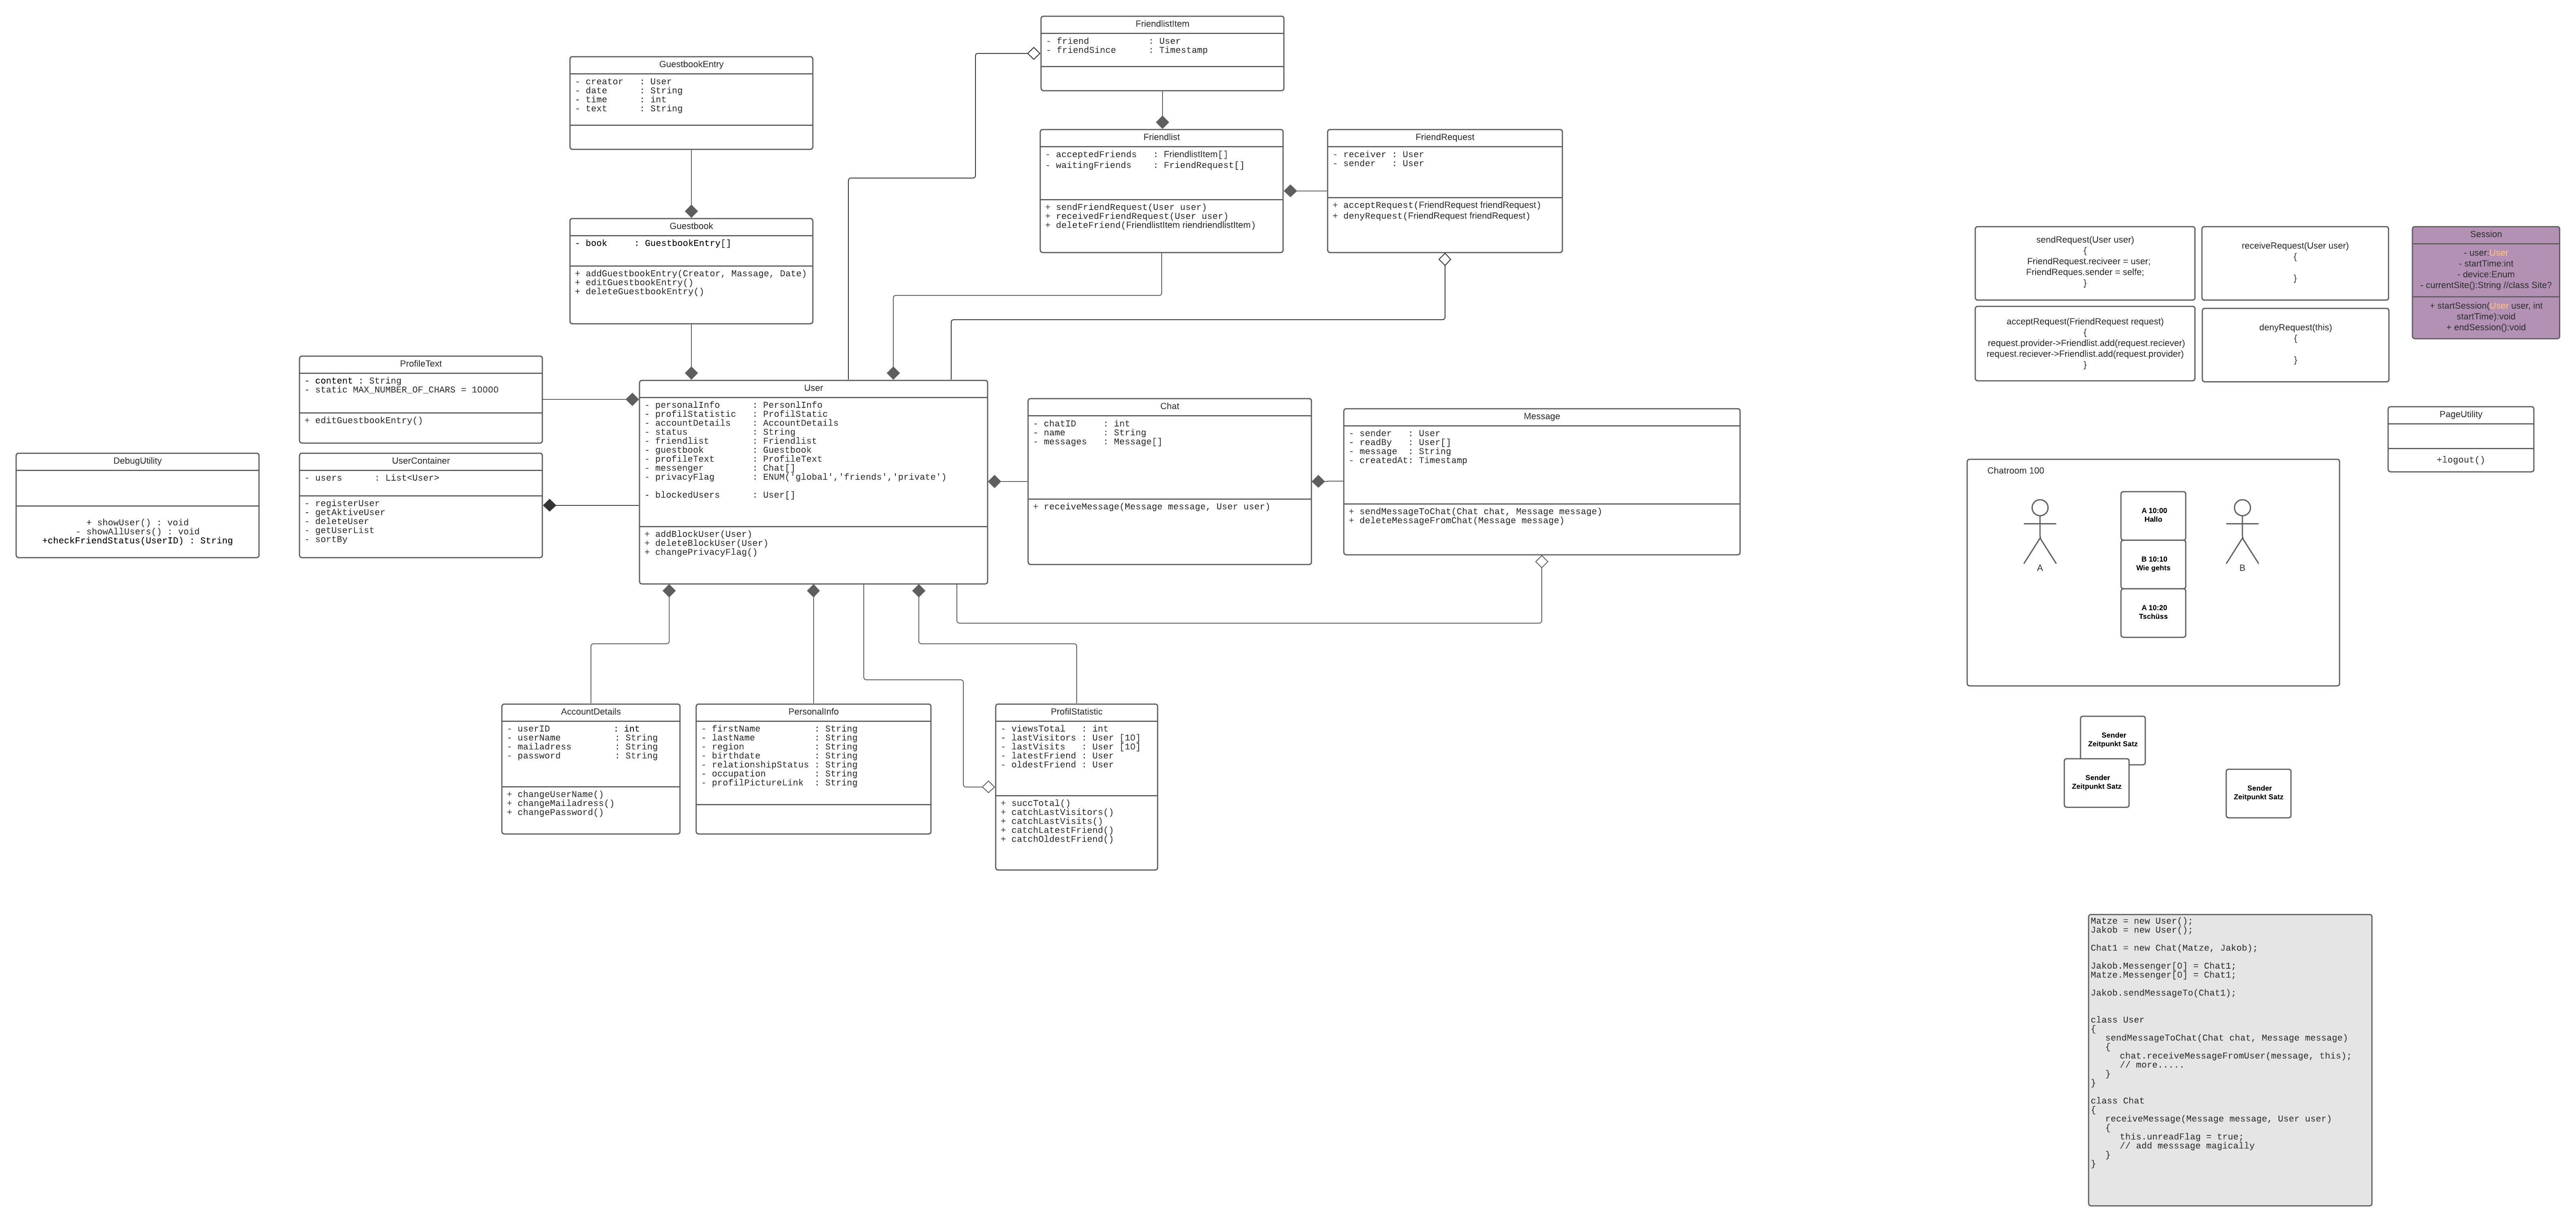 FriendlistItem
- friend : User
- friendSince : Timestamp
GuestbookEntry
- creator : User
- date : String
- time : int
- text : String
Friendlist
- acceptedFriends : FriendlistItem[]
- waitingFriends : FriendRequest[]
+ sendFriendRequest(User user)
+ receivedFriendRequest(User user)
+ deleteFriend(FriendlistItem riendriendlistItem)
FriendRequest
- receiver : User
- sender : User
+ acceptRequest(FriendRequest friendRequest)
+ denyRequest(FriendRequest friendRequest)
Guestbook
- book : GuestbookEntry[]
+ addGuestbookEntry(Creator, Massage, Date)
+ editGuestbookEntry()
+ deleteGuestbookEntry()
ProfileText
- content : String
- static MAX_NUMBER_OF_CHARS = 10000
+ editGuestbookEntry()
DebugUtility
+ showUser() : void
- showAllUsers() : void
+checkFriendStatus(UserID) : String
UserContainer
- users : List<User>
- registerUser
- getAktiveUser
- deleteUser
- getUserList
- sortBy
User
- personalInfo : PersonlInfo
- profilStatistic : ProfilStatic
- accountDetails : AccountDetails
- status : String
- friendlist : Friendlist
- guestbook : Guestbook
- profileText : ProfileText
- messenger : Chat[]
- privacyFlag : ENUM('global','friends','private')
- blockedUsers : User[]
+ addBlockUser(User)
+ deleteBlockUser(User)
+ changePrivacyFlag()
Chat
- chatID : int
- name : String
- messages : Message[]
+ receiveMessage(Message message, User user)
Message
- sender : User
- readBy : User[]
- message : String
- createdAt: Timestamp
+ sendMessageToChat(Chat chat, Message message)
+ deleteMessageFromChat(Message message)
AccountDetails
- userID : int
- userName : String
- mailadress : String
- password : String
+ changeUserName()
+ changeMailadress()
+ changePassword()
PersonalInfo
- firstName : String
- lastName : String
- region : String
- birthdate : String
- relationshipStatus : String
- occupation : String
- profilPictureLink : String
ProfilStatistic
- viewsTotal : int
- lastVisitors : User [10]
- lastVisits : User [10]
- latestFriend : User
- oldestFriend : User
+ succTotal()
+ catchLastVisitors()
+ catchLastVisits()
+ catchLatestFriend()
+ catchOldestFriend()
sendRequest(User user)
{
FriendRequest.reciveer = user;
FriendReques.sender = selfe;
}
receiveRequest(User user)
{
}
acceptRequest(FriendRequest request)
{
request.provider->Friendlist.add(request.reciever)
request.reciever->Friendlist.add(request.provider)
}
denyRequest(this)
{
}
Session
- user:User
- startTime:int
- device:Enum
- currentSite():String //class Site?
+ startSession(User user, int
startTime):void
+ endSession():void
PageUtility
+logout()
Chatroom 100
A 10:00
Hallo
B 10:10
Wie gehts
A 10:20
Tschüss
A
B
Sender
Zeitpunkt Satz
Sender
Zeitpunkt Satz
Sender
Zeitpunkt Satz
Matze = new User();
Jakob = new User();
Chat1 = new Chat(Matze, Jakob);
Jakob.Messenger[0] = Chat1;
Matze.Messenger[0] = Chat1;
Jakob.sendMessageTo(Chat1);
class User
{
sendMessageToChat(Chat chat, Message message)
{
chat.receiveMessageFromUser(message, this);
// more.....
}
}
class Chat
{
receiveMessage(Message message, User user)
{
this.unreadFlag = true;
// add messsage magically
}
}